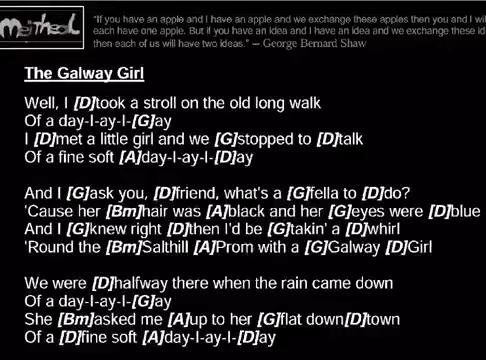 "If you have an apple and I have an apple and we exchange these apples then you and I wil
each have one apple. But if you have an idea and I have an idea and we exchange these id
then each of us will have two ideas." — George Bernard Shaw
The Galway Girl
Well, I [D]took a stroll on the old long walk
Of a day-I-ay-I-[G]ay
I [D]met a little girl and we [G]stopped to [D]talk
Of a fine soft [A]day-I-ay-I-[D]ay
And I [G]ask you, [D]friend, what's a [G]fella to [D]do?
'Cause her [Bm]hair was [A]black and her [G]eyes were [D]blue
And I [G]knew right [D]then I'd be [G]takin' a [D]whirl
'Round the [Bm]Salthill [A]Prom with a [G]Galway [D]Girl
We were [D]halfway there when the rain came down
Of a day-I-ay-I-[G]ay
She [Bm]asked me [A]up to her [G]flat down[D]town
Of a [D]fine soft [A]day-I-ay-I-[D]ay